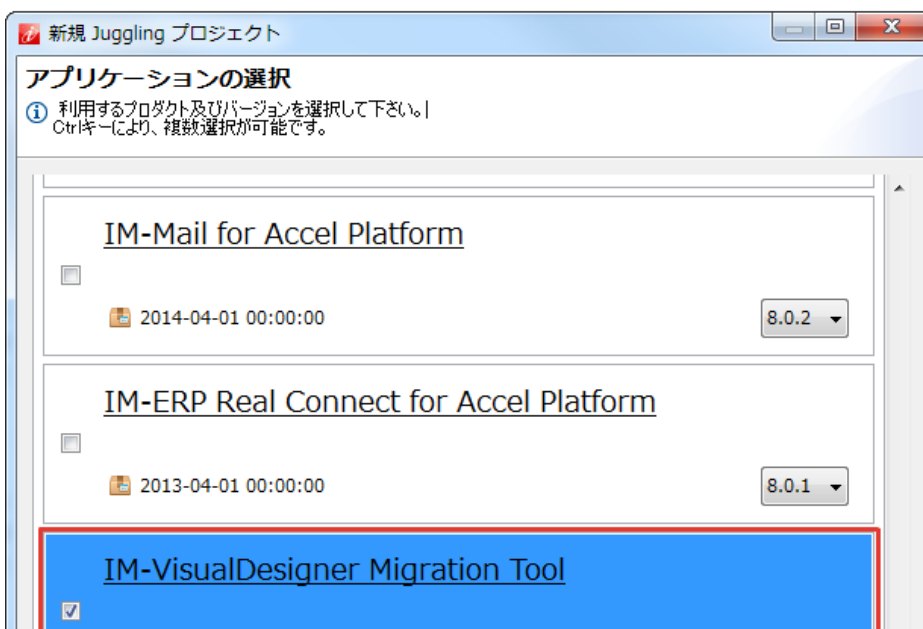 新規 Juggling プロジェクト
アプリケーションの選択
利用するプロダクト及びバージョンを選択して下さい。
Ctrlキーにより、複数選択が可能です。
IM-Mail for Accel Platform
2014-04-01 00:00:00
8.0.2
IM-ERP Real Connect for Accel Platform
2013-04-01 00:00:00
8.0.1
IM-VisualDesigner Migration Tool